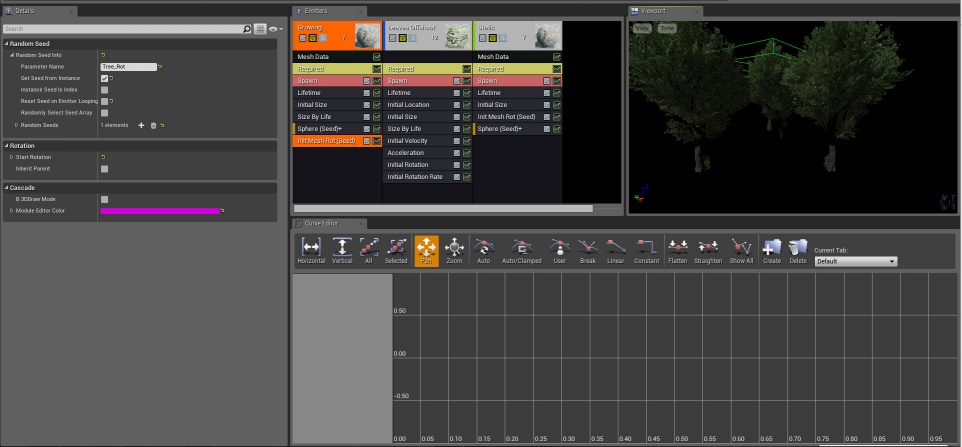 Details
Search
Random Seed
Random Seed Info
Parameter Name Tree_Rot
Get Seed from Instance
Instance Seed Is Index
Reset Seed on Emitter Looping
Randomly Select Seed Array
Random Seeds 1 elements
Rotation
Start Rotation
Inherit Parent
Cascade
B 3DDraw Mode
Module Editor Color
Emitters
Growing Leaves Offshoot Static
7 12 7
Mesh Data Mesh Data
Required Required Required
Spawn Spawn Spawn
Lifetime Lifetime Lifetime
Initial Size Initial Location Initial Size
Size By Life Initial Size Init Mesh Rot (Seed)
Sphere (Seed)+ Size By Life Sphere (Seed)+
Init Mesh Rot (Seed) Initial Velocity
Acceleration
Initial Rotation
Initial Rotation Rate
Viewport
View Time
Curve Editor
Horizontal Vertical All Selected Pan Zoom Auto Auto/Clamped User Break Linear Constant Flatten Straighten Show All Create Delete
Current Tab:
Default
0.50
0.00
-0.50
0.00 0.05 0.10 0.15 0.20 0.25 0.30 0.35 0.40 0.45 0.50 0.55 0.60 0.65 0.70 0.75 0.80 0.85 0.90 0.95